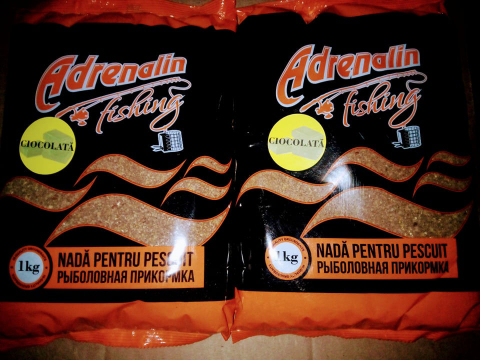 Adrenalin
fishing
CIOCOLATĂ
1kg
NADĂ PENTRU PESCUIT
РЫБОЛОВНАЯ ПРИКОРМКА
Adrenalin
fishing
CIOCOLATĂ
1kg
NADĂ PENTRU PESCUIT
РЫБОЛОВНАЯ ПРИКОРМКА